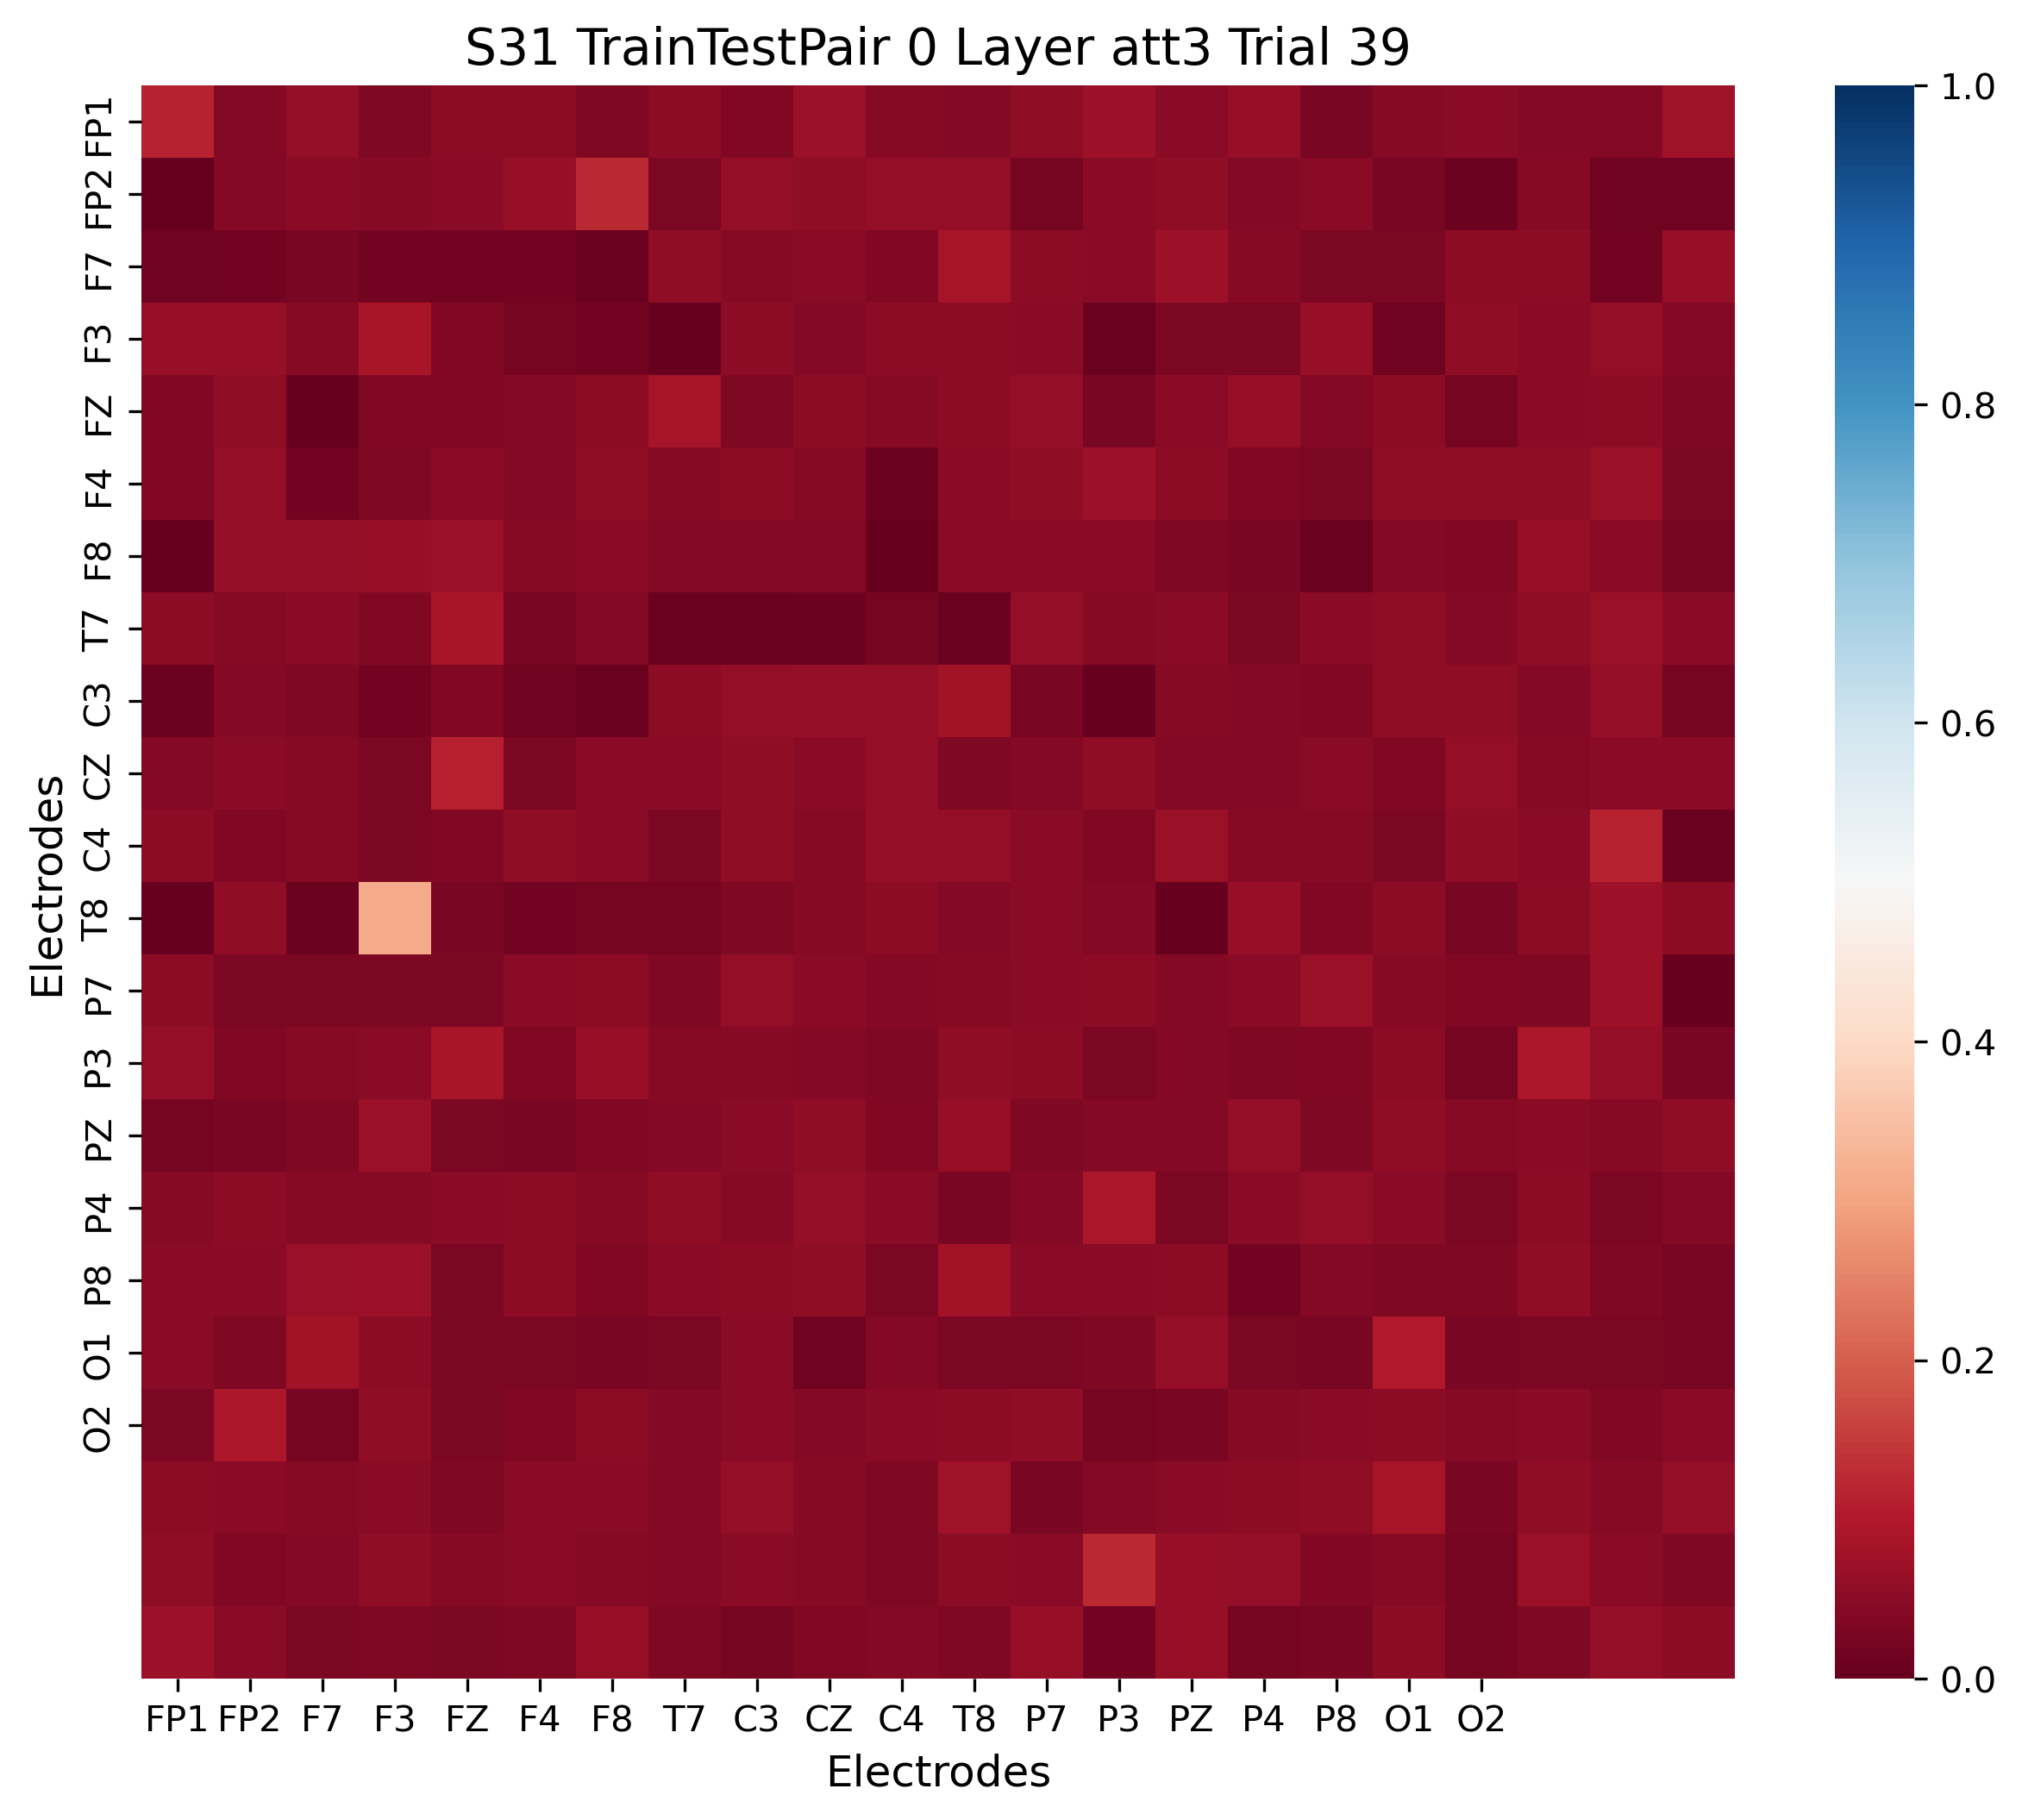 S31 TrainTestPair 0 Layer att3 Trial 39
Electrodes
FP1
FP2
F7
F3
FZ
F4
F8
T7
C3
CZ
C4
T8
P7
P3
PZ
P4
P8
O1
O2
FP1 FP2 F7 F3 FZ F4 F8 T7 C3 CZ C4 T8 P7 P3 PZ P4 P8 O1 O2
Electrodes
1.0
0.8
0.6
0.4
0.2
0.0